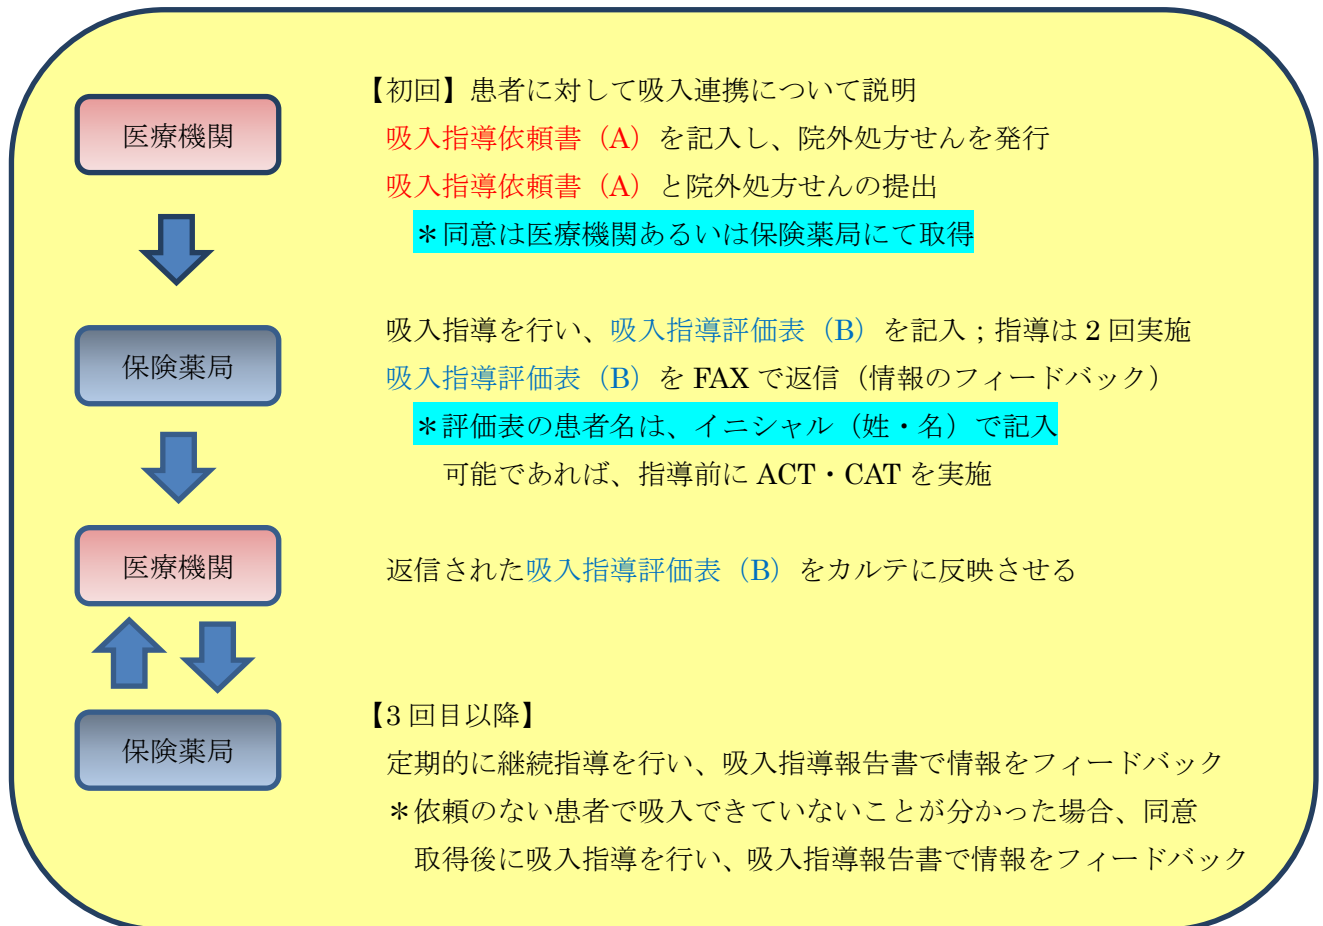 医療機関
【初回】患者に対して吸入連携について説明
吸入指導依頼書（A）を記入し、院外処方せんを発行
吸入指導依頼書（A）と院外処方せんの提出
＊同意は医療機関あるいは保険薬局にて取得
保険薬局
吸入指導を行い、吸入指導評価表（B）を記入；指導は2回実施
吸入指導評価表（B）をFAXで返信（情報のフィードバック）
＊評価表の患者名は、イニシャル（姓・名）で記入
可能であれば、指導前にACT・CATを実施
医療機関
返信された吸入指導評価表（B）をカルテに反映させる
保険薬局
【3回目以降】
定期的に継続指導を行い、吸入指導報告書で情報をフィードバック
＊依頼のない患者で吸入できていないことが分かった場合、同意
取得後に吸入指導を行い、吸入指導報告書で情報をフィードバック